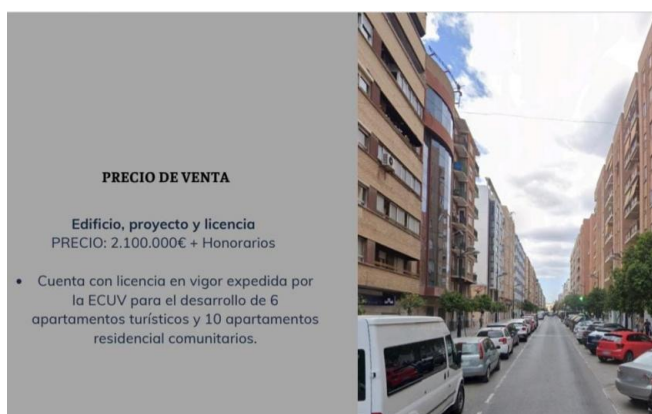 PRECIO DE VENTA
Edificio, proyecto y licencia
PRECIO: 2.100.000€ + Honorarios
• Cuenta con licencia en vigor expedida por
la ECUV para el desarrollo de 6
apartamentos turísticos y 10 apartamentos
residencial comunitarios.